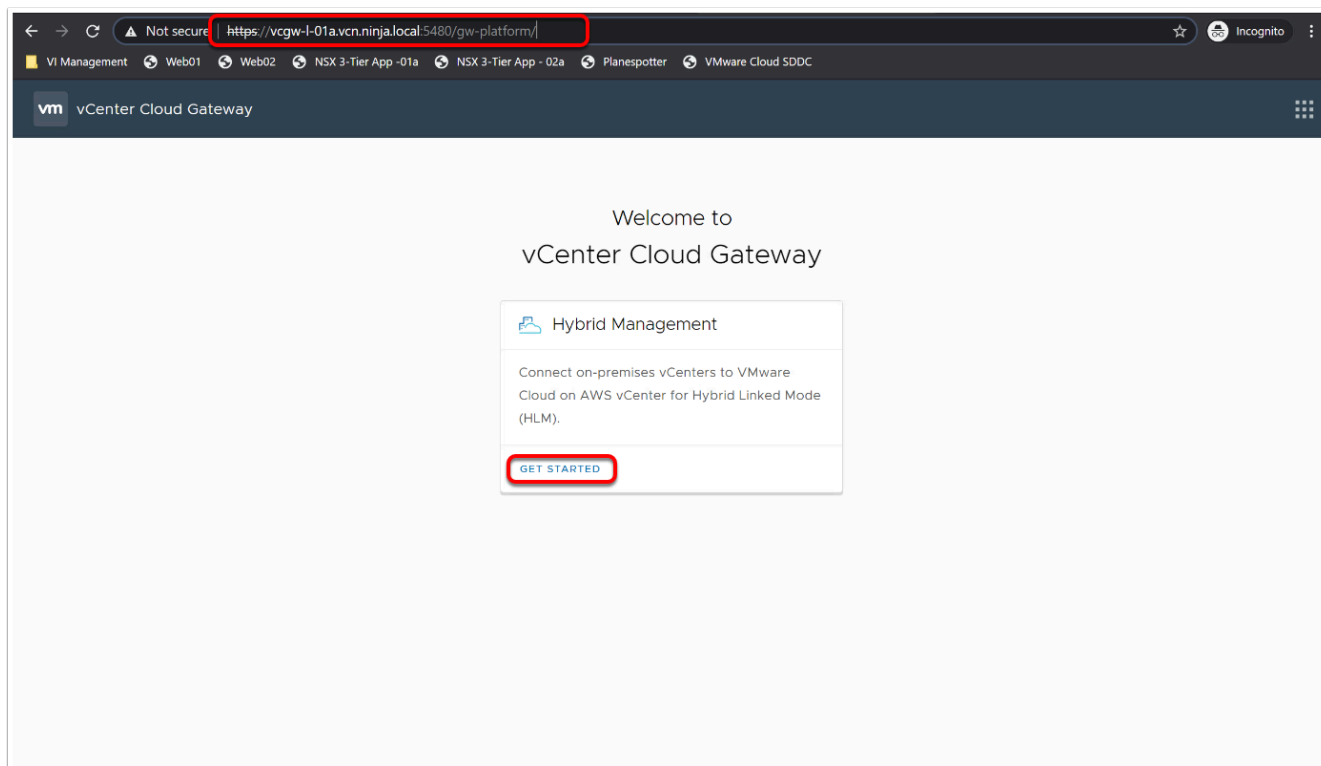 Not secure | https://vcgw-l-01a.vcn.ninja.local:5480/gw-platform/
Incognito
VI Management Web01 Web02 NSX 3-Tier App -01a NSX 3-Tier App - 02a Planespotter VMware Cloud SDDC
vm vCenter Cloud Gateway
Welcome to
vCenter Cloud Gateway
Hybrid Management
Connect on-premises vCenters to VMware
Cloud on AWS vCenter for Hybrid Linked Mode
(HLM).
GET STARTED